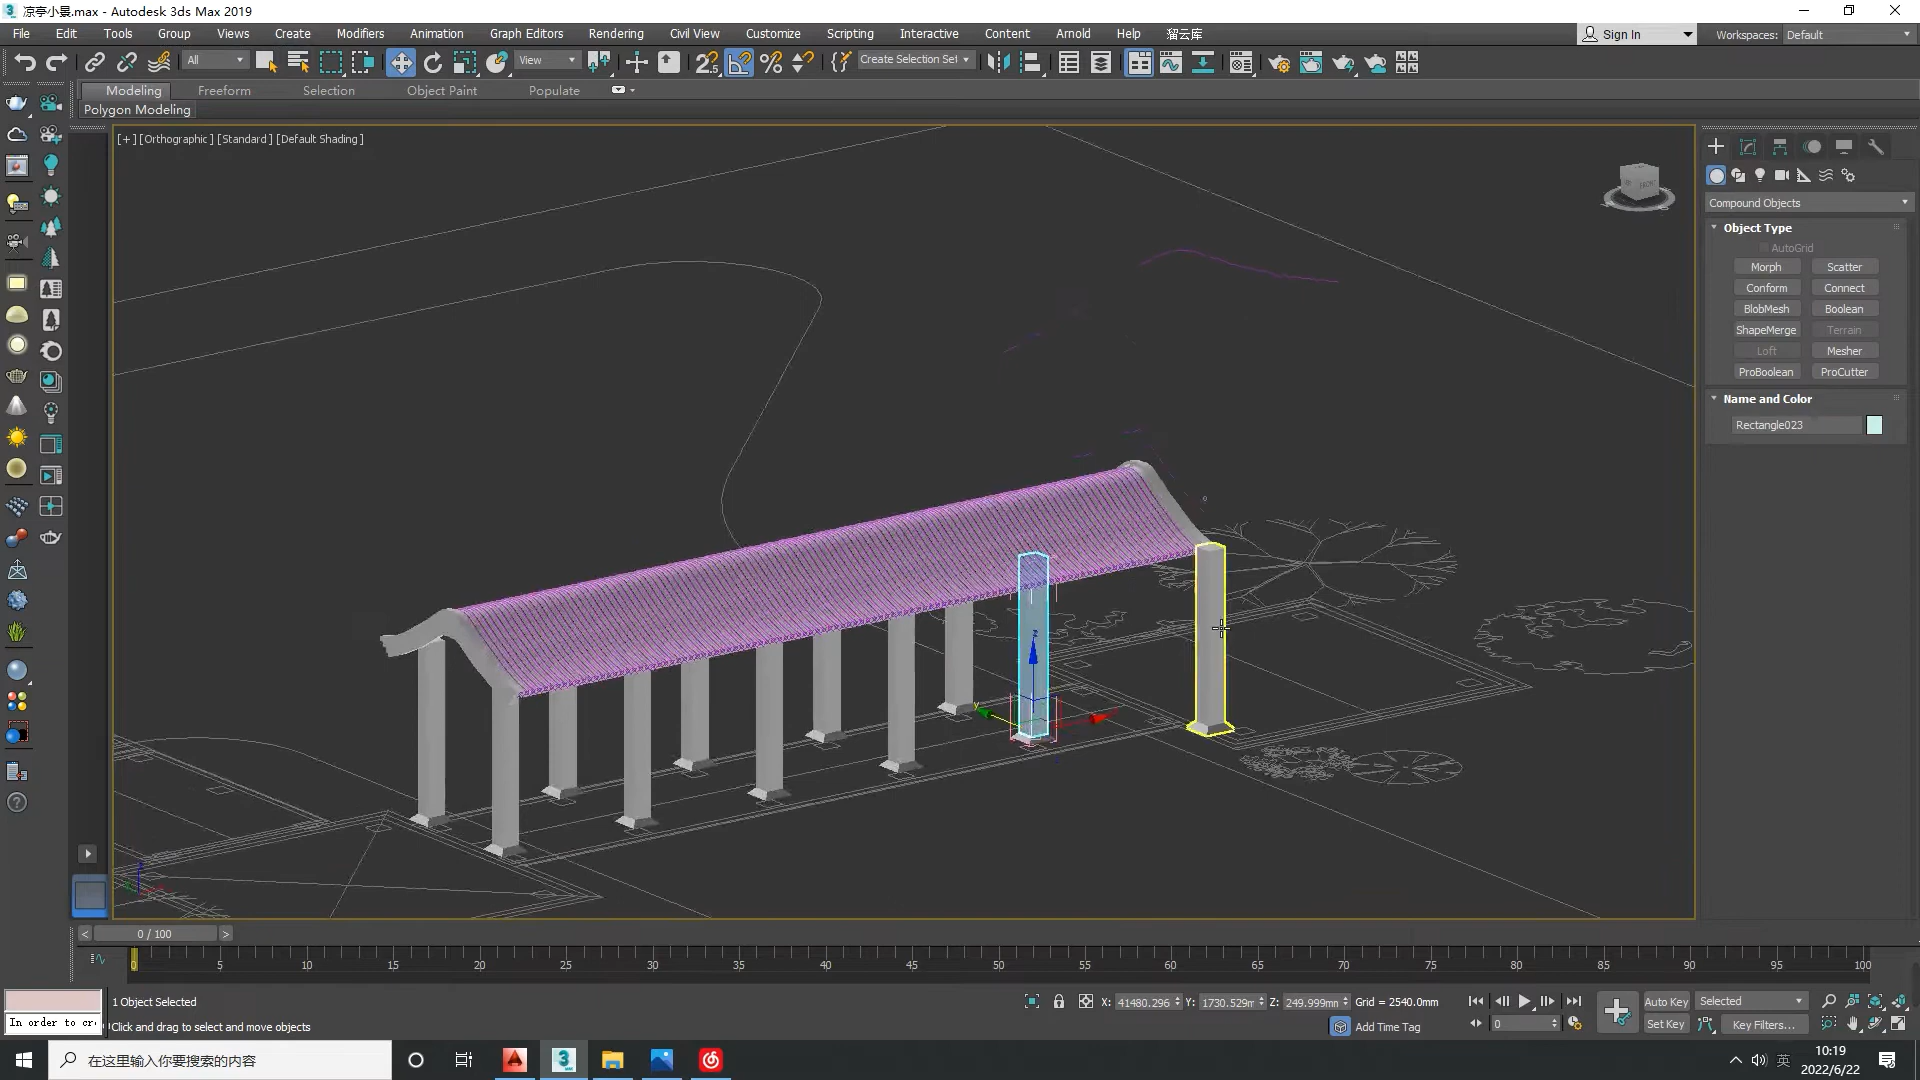 凉亭小景.max - Autodesk 3ds Max 2019
File Edit Tools Group Views Create Modifiers Animation Graph Editors Rendering Civil View Customize Scripting Interactive Content Arnold Help 溜云库
Sign In Workspaces: Default
All View Create Selection Set
Modeling Freeform Selection Object Paint Populate
Polygon Modeling
[+] [Orthographic] [Standard] [Default Shading]
FRONT
Compound Objects
Object Type
AutoGrid
Morph Scatter
Conform Connect
BlobMesh Boolean
ShapeMerge Terrain
Loft Mesher
ProBoolean ProCutter
Name and Color
Rectangle023
< 0 / 100 >
0 5 10 15 20 25 30 35 40 45 50 55 60 65 70 75 80 85 90 95 100
1 Object Selected
X: 41480.296 Y: 1730.529m Z: 249.999mm Grid = 2540.0mm
Auto Key Selected
In order to cr
Click and drag to select and move objects
Add Time Tag
0
Set Key Key Filters...
在这里输入你要搜索的内容
英
10:19
2022/6/22